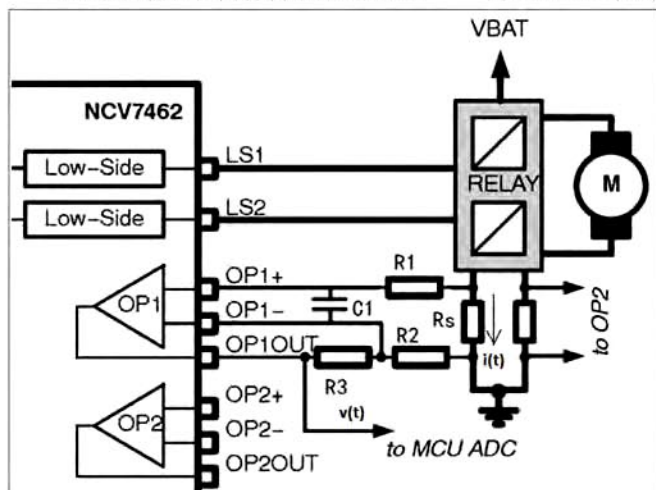 VBAT
NCV7462
Low-Side
LS1
RELAY
M
Low-Side
LS2
OP1+
R1
OP1
OP1-
C1
Rs
to OP2
OP1OUT
R2
i(t)
R3
OP2+
v(t)
OP2
OP2-
to MCU ADC
OP2OUT